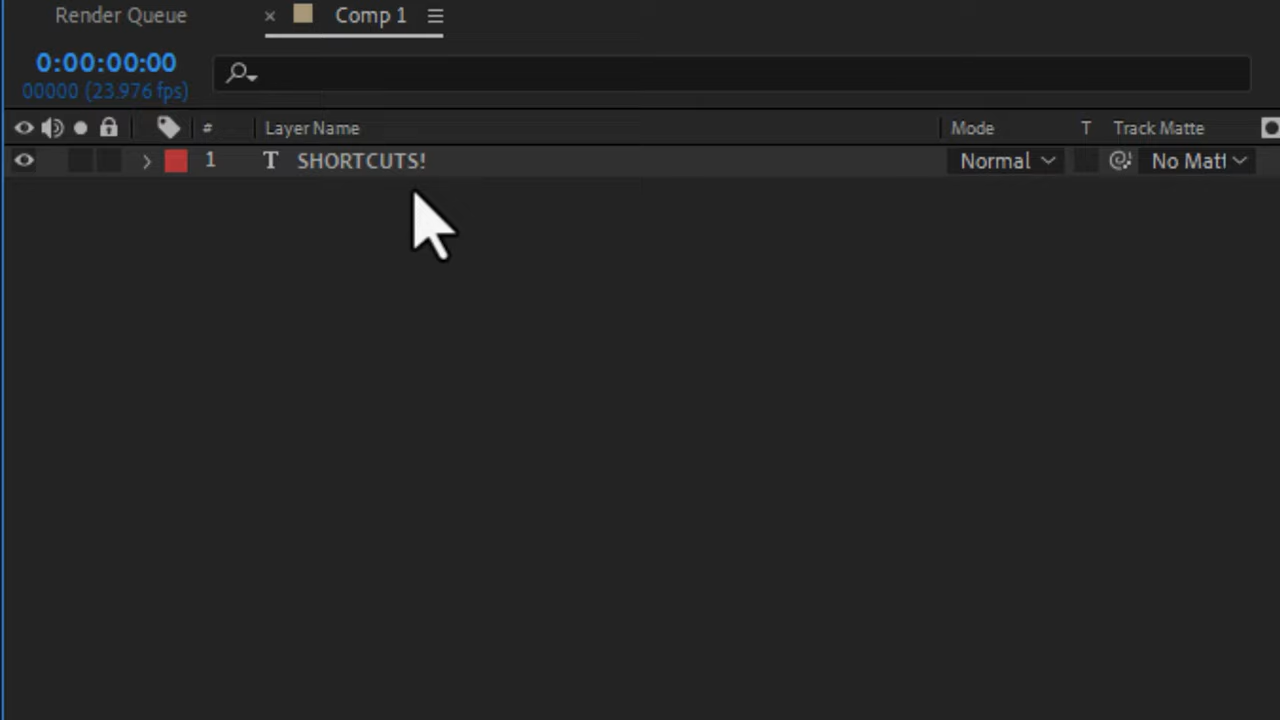 Render Queue × Comp 1
0:00:00:00
00000 (23.976 fps)
# Layer Name Mode T Track Matte
1 T SHORTCUTS! Normal No Matt